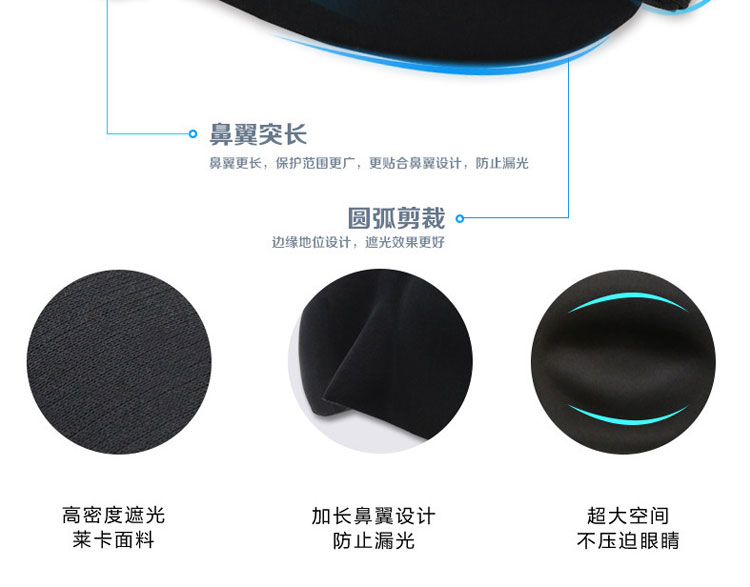 鼻翼突长
鼻翼更长，保护范围更广，更贴合鼻翼设计，防止漏光
圆弧剪裁
边缘地位设计，遮光效果更好
高密度遮光
莱卡面料
加长鼻翼设计
防止漏光
超大空间
不压迫眼睛